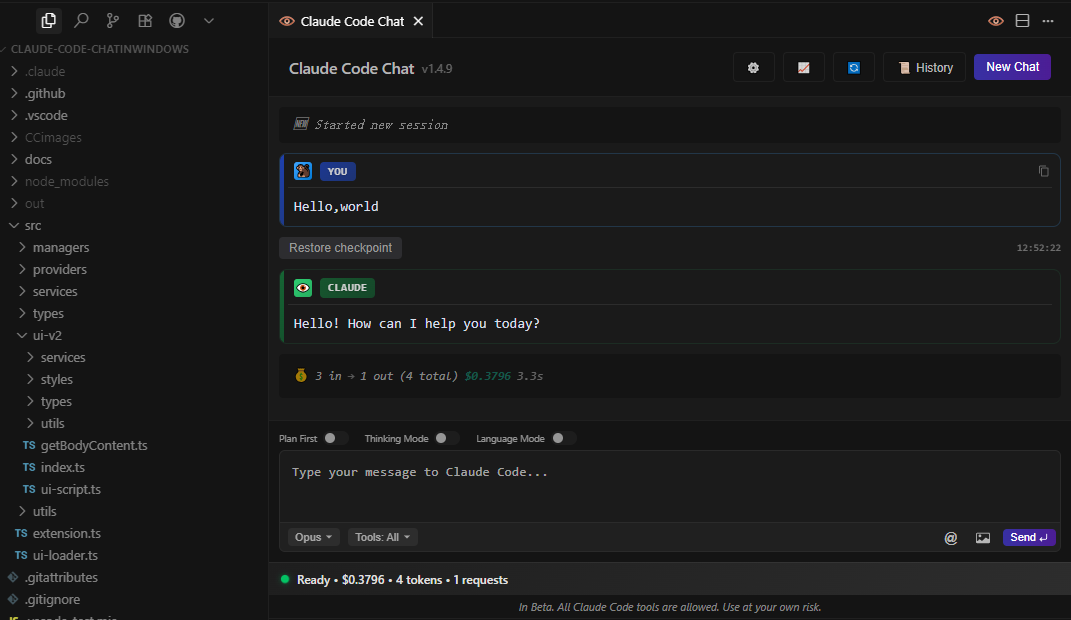 Claude Code Chat
CLAUDE-CODE-CHATINWINDOWS
.claude
.github
.vscode
CCimages
docs
node_modules
out
src
managers
providers
services
types
ui-v2
services
styles
types
utils
TS getBodyContent.ts
TS index.ts
TS ui-script.ts
utils
TS extension.ts
TS ui-loader.ts
.gitattributes
.gitignore
Claude Code Chat v1.4.9
History
New Chat
NEW Started new session
YOU
Hello,world
Restore checkpoint
12:52:22
CLAUDE
Hello! How can I help you today?
3 in → 1 out (4 total) $0.3796 3.3s
Plan First Thinking Mode Language Mode
Type your message to Claude Code...
Opus Tools: All @ Send ↵
Ready • $0.3796 • 4 tokens • 1 requests
In Beta. All Claude Code tools are allowed. Use at your own risk.